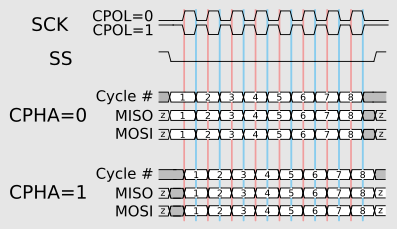 SCK CPOL=0
CPOL=1
SS
Cycle # 1 2 3 4 5 6 7 8
CPHA=0 MISO z 1 2 3 4 5 6 7 8 z
MOSI z 1 2 3 4 5 6 7 8 z
Cycle # 1 2 3 4 5 6 7 8
CPHA=1 MISO z 1 2 3 4 5 6 7 8 z
MOSI z 1 2 3 4 5 6 7 8 z